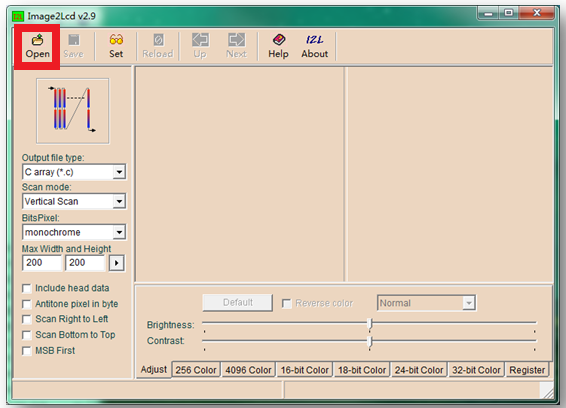 Image2Lcd v2.9
Open Save Set Reload Up Next Help About
Output file type:
C array (*.c)
Scan mode:
Vertical Scan
BitsPixel:
monochrome
Max Width and Height
200 200
Include head data
Antitone pixel in byte
Scan Right to Left
Scan Bottom to Top
MSB First
Default Reverse color Normal
Brightness:
Contrast:
Adjust 256 Color 4096 Color 16-bit Color 18-bit Color 24-bit Color 32-bit Color Register